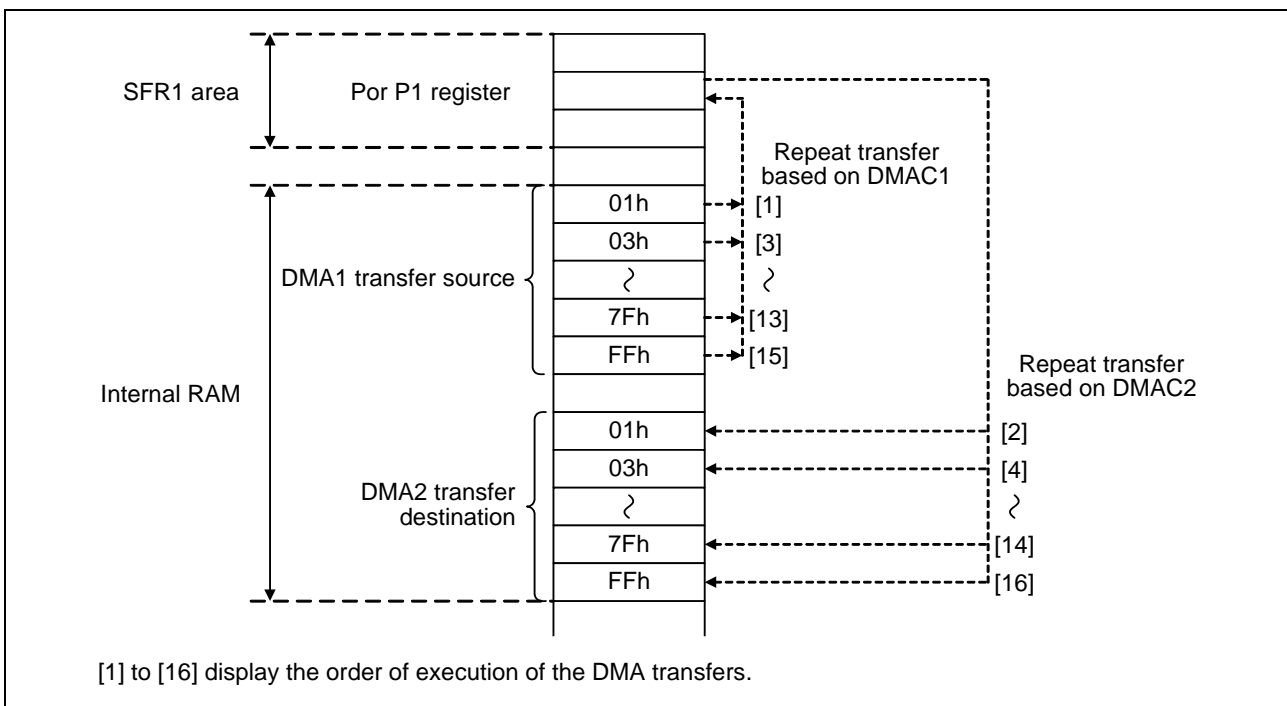 SFR1 area
Por P1 register
Repeat transfer
based on DMAC1
01h
[1]
03h
[3]
DMA1 transfer source
7Fh
[13]
FFh
[15]
Repeat transfer
based on DMAC2
Internal RAM
01h
[2]
03h
[4]
DMA2 transfer
destination
7Fh
[14]
FFh
[16]
[1] to [16] display the order of execution of the DMA transfers.